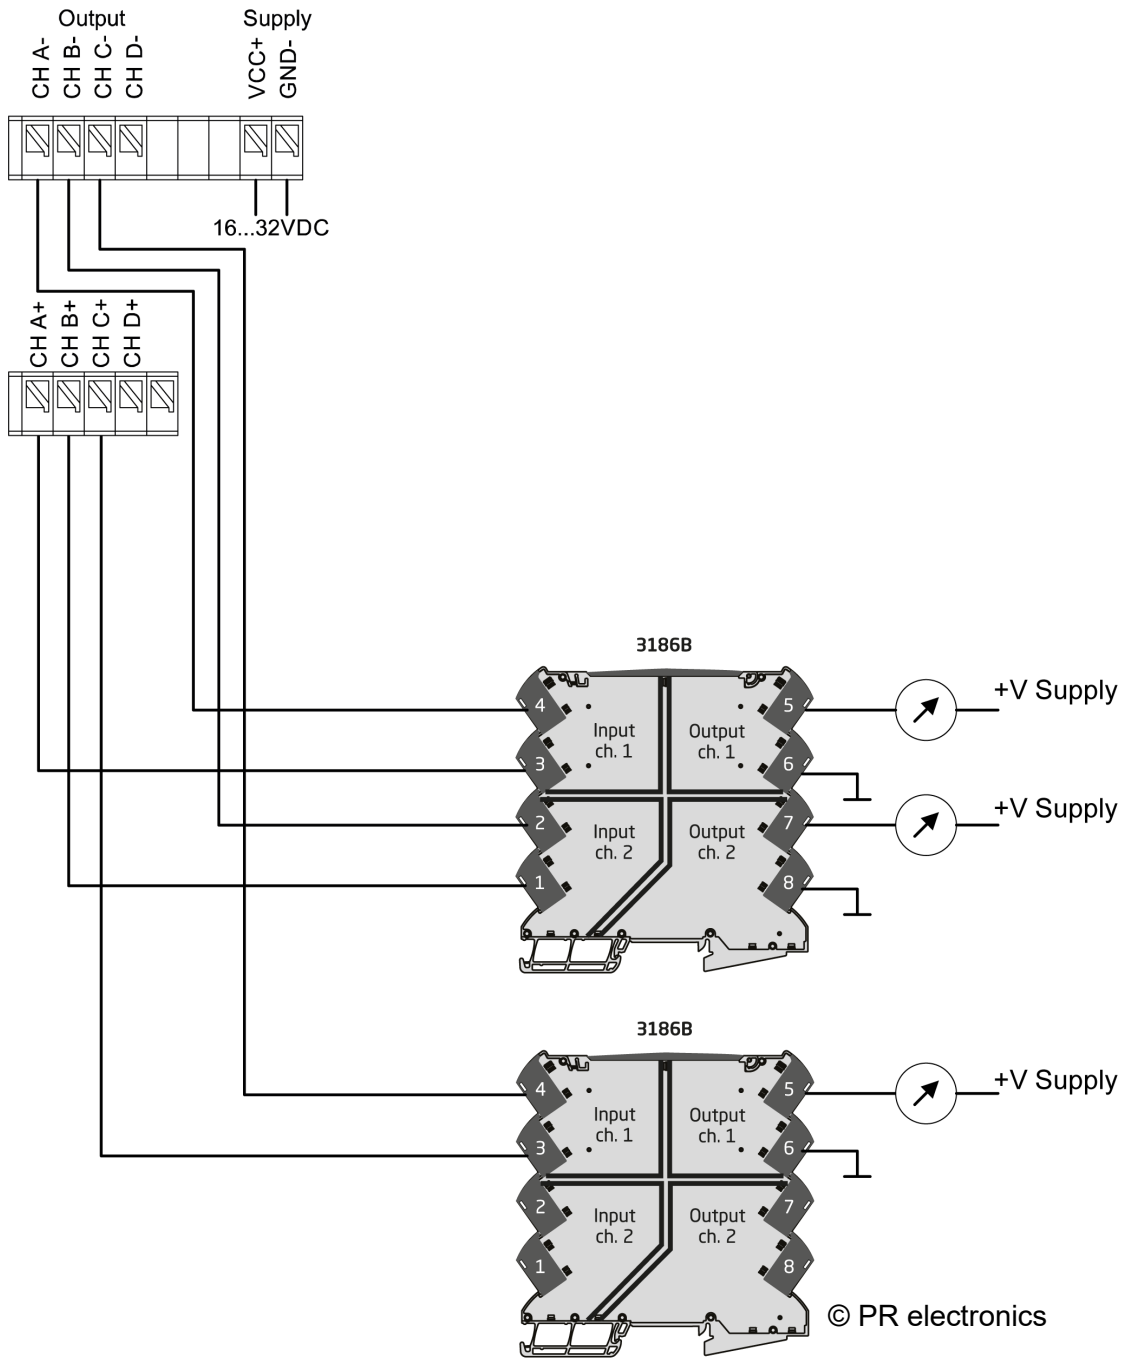 Output Supply
CH A-
CH B-
CH C-
CH D-
VCC+
GND-
16...32VDC
CH A+
CH B+
CH C+
CH D+
3186B
4
Input
ch. 1
3
2
Input
ch. 2
1
Output
ch. 1
5
6
Output
ch. 2
7
8
+V Supply
+V Supply
3186B
4
Input
ch. 1
3
2
Input
ch. 2
1
Output
ch. 1
5
6
Output
ch. 2
7
8
+V Supply
© PR electronics